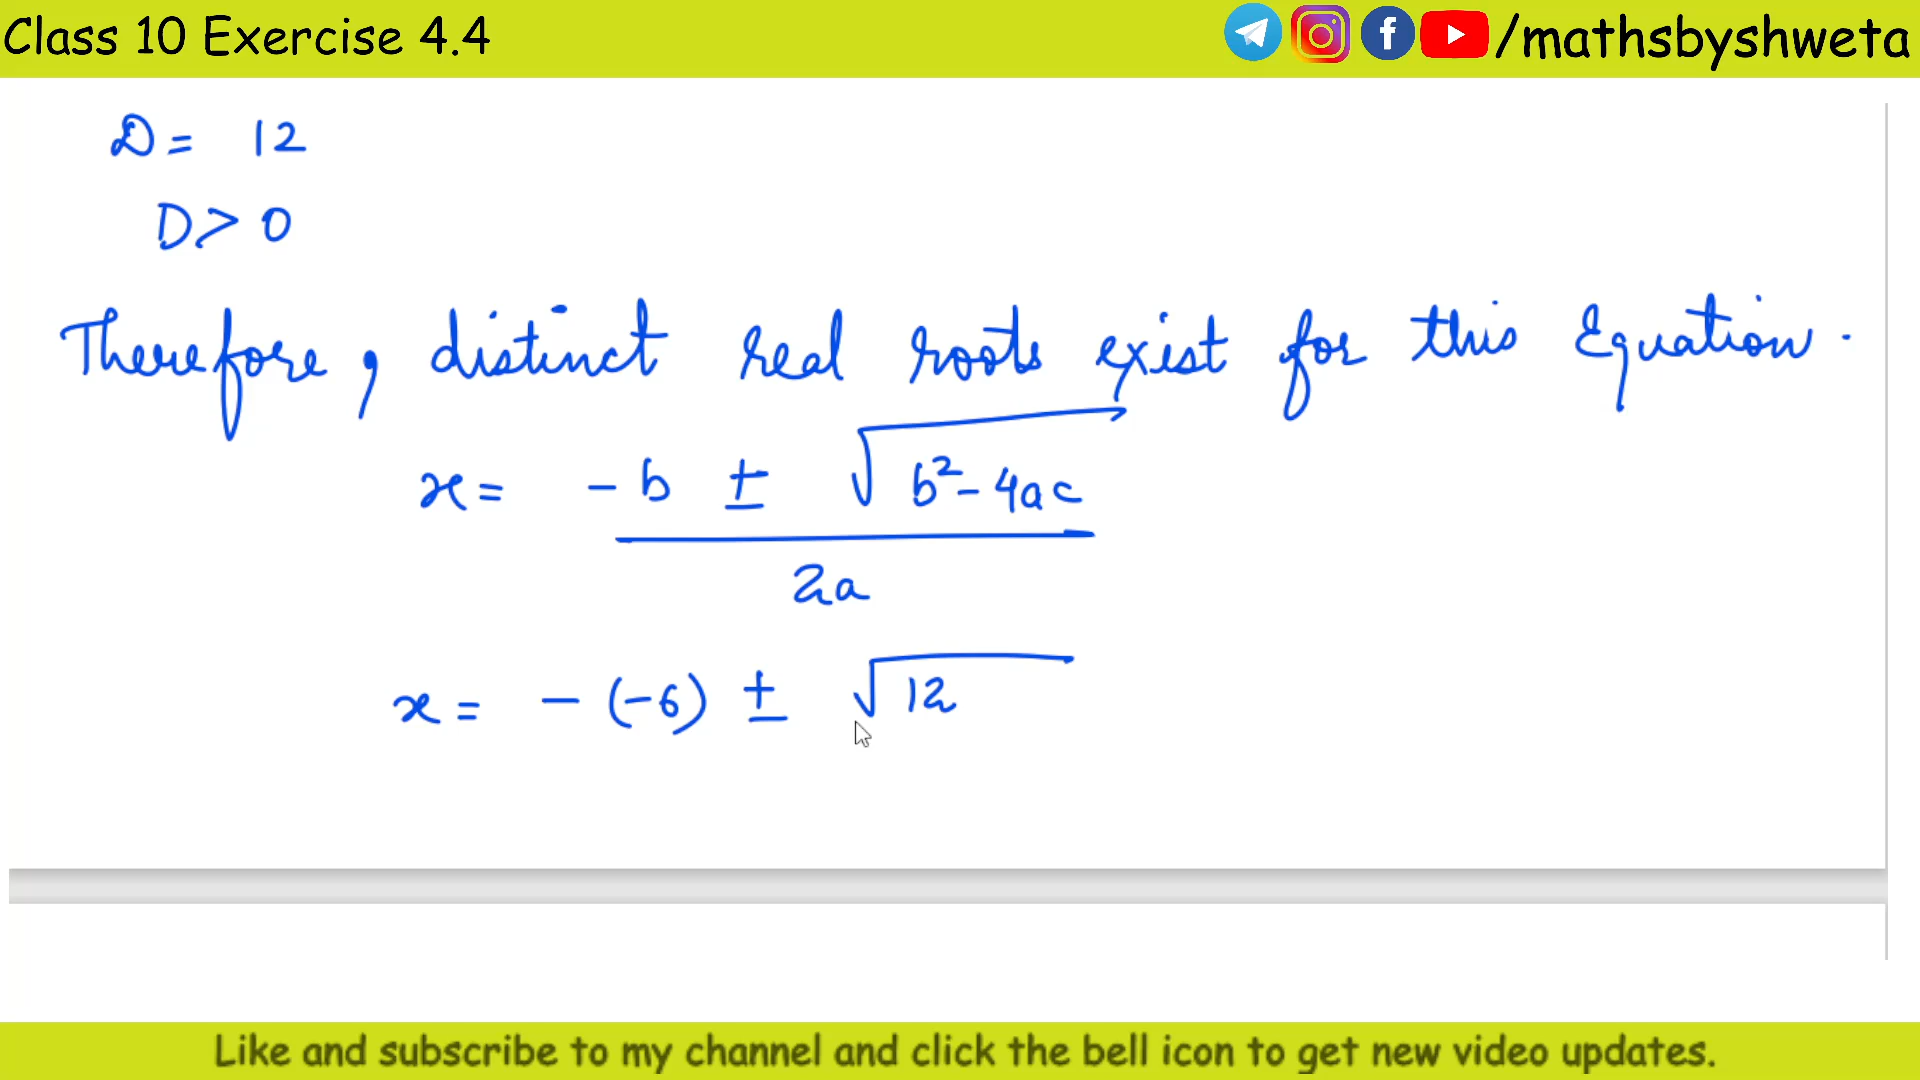 Class 10 Exercise 4.4 /mathsbyshweta
D = 12
D > 0
Therefore, distinct real roots exist for this Equation.
x = - b ± √b²-4ac
2a
x = - (-6) ± √12
Like and subscribe to my channel and click the bell icon to get new video updates.